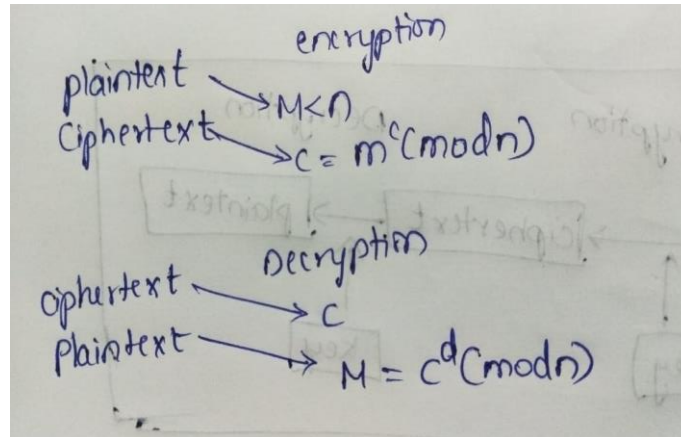 encryption
plaintext → M<n
Ciphertext → C = m^c(mod n)
Decryption
ciphertext → C
Plaintext → M = C^d(mod n)